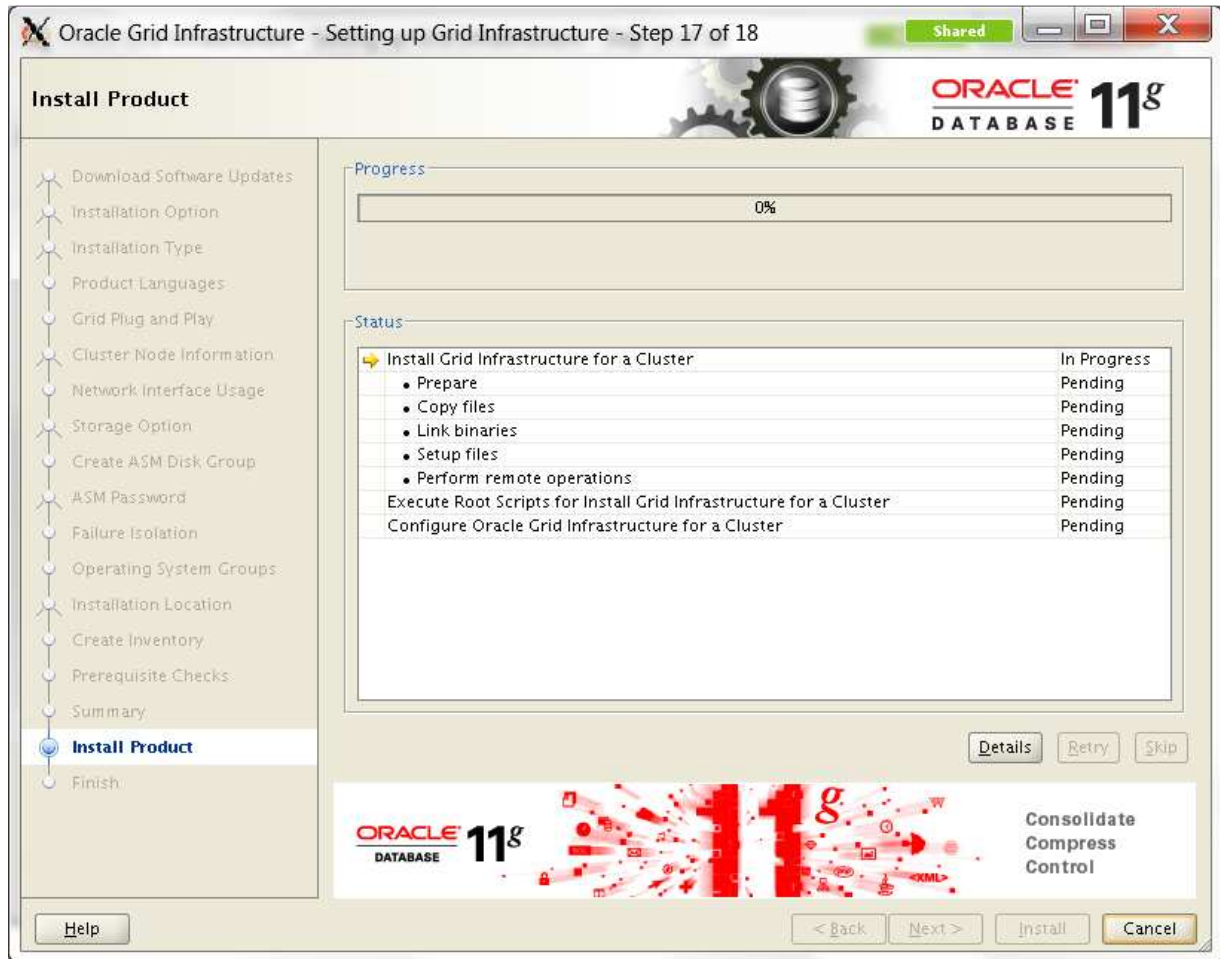 Oracle Grid Infrastructure - Setting up Grid Infrastructure - Step 17 of 18
Shared
Install Product
ORACLE 11g
DATABASE
Download Software Updates
Installation Option
Installation Type
Product Languages
Grid Plug and Play
Cluster Node Information
Network Interface Usage
Storage Option
Create ASM Disk Group
ASM Password
Failure Isolation
Operating System Groups
Installation Location
Create Inventory
Prerequisite Checks
Summary
Install Product
Finish
Progress
0%
Status
Install Grid Infrastructure for a Cluster In Progress
• Prepare Pending
• Copy files Pending
• Link binaries Pending
• Setup files Pending
• Perform remote operations Pending
Execute Root Scripts for Install Grid Infrastructure for a Cluster Pending
Configure Oracle Grid Infrastructure for a Cluster Pending
Details Retry Skip
ORACLE 11g
DATABASE
11g
W
<XML>
Consolidate
Compress
Control
Help < Back Next > Install Cancel